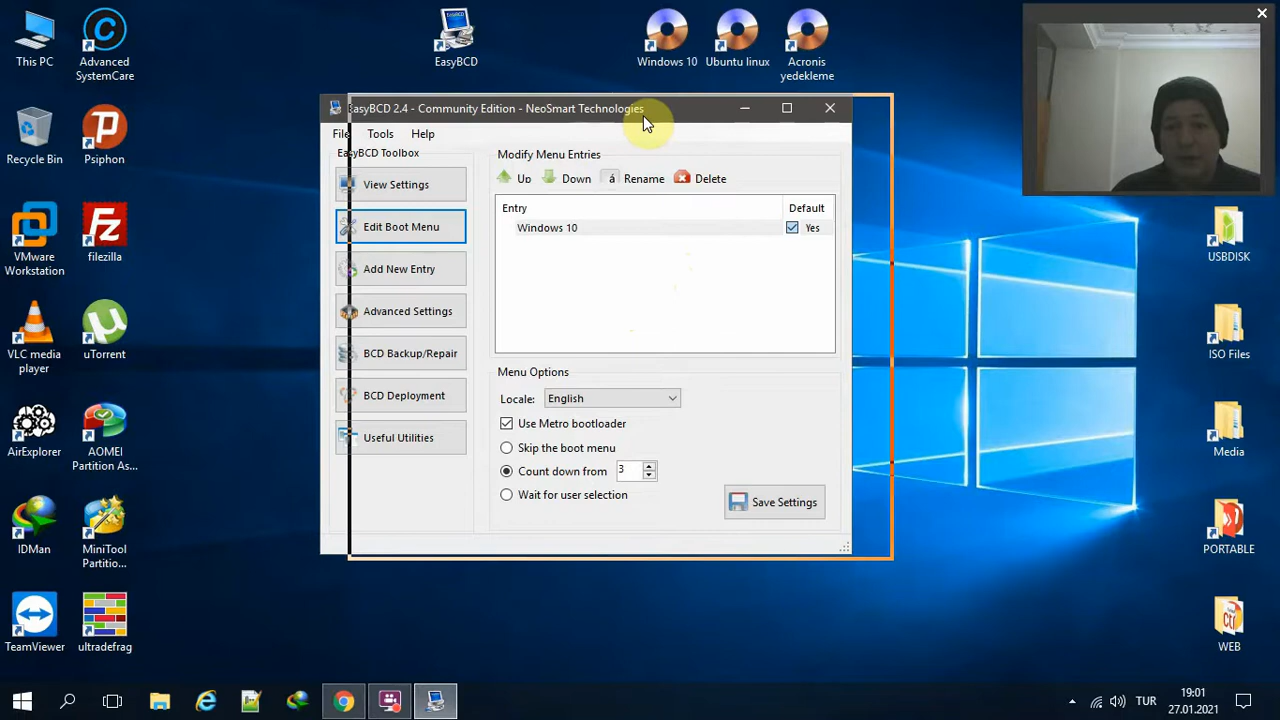 This PC
Advanced
SystemCare
EasyBCD
Windows 10
Ubuntu linux
Acronis
yedekleme
Recycle Bin
Psiphon
VMware
Workstation
filezilla
VLC media
player
uTorrent
AirExplorer
AOMEI
Partition As...
IDMan
MiniTool
Partitio...
TeamViewer
ultradefrag
EasyBCD 2.4 - Community Edition - NeoSmart Technologies
File
Tools
Help
EasyBCD Toolbox
View Settings
Edit Boot Menu
Add New Entry
Advanced Settings
BCD Backup/Repair
BCD Deployment
Useful Utilities
Modify Menu Entries
Up
Down
á
Rename
Delete
Entry
Default
Windows 10
Yes
Menu Options
Locale:
English
Use Metro bootloader
Skip the boot menu
Count down from
3
Wait for user selection
Save Settings
USBDISK
ISO Files
Media
PORTABLE
WEB
TUR
19:01
27.01.2021